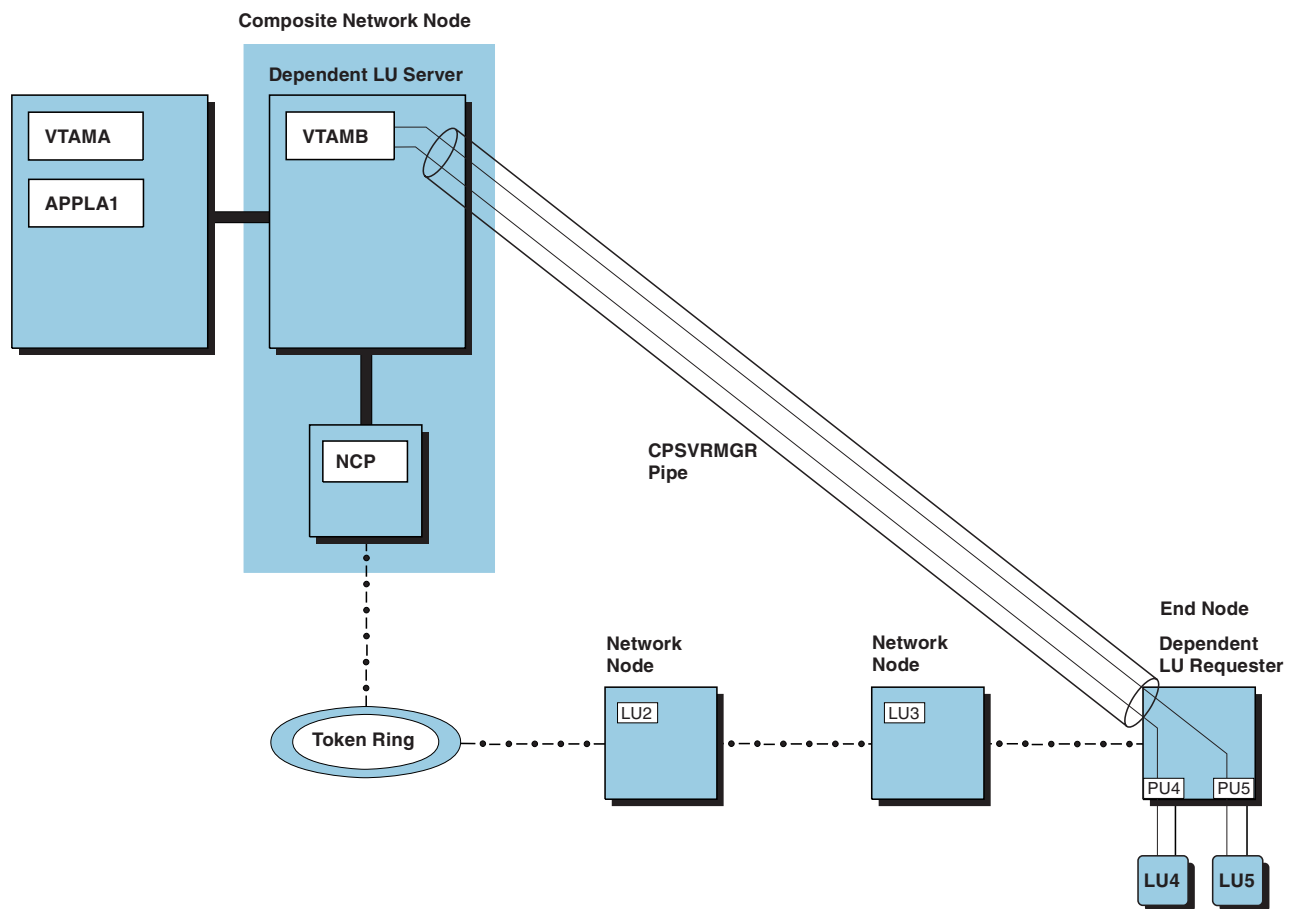 Composite Network Node
Dependent LU Server
VTAMA
VTAMB
APPLA1
CPSVRMGR
Pipe
NCP
End Node
Network
Node
Network
Node
Dependent
LU Requester
LU2
LU3
Token Ring
PU4
PU5
LU4
LU5